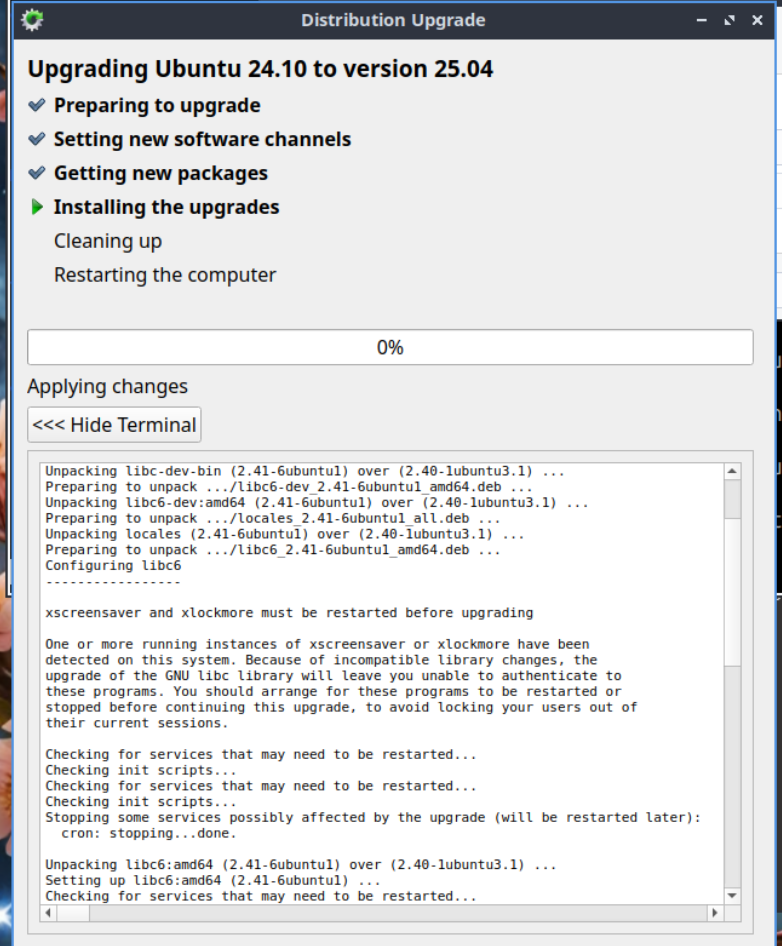 Distribution Upgrade
Upgrading Ubuntu 24.10 to version 25.04
Preparing to upgrade
Setting new software channels
Getting new packages
Installing the upgrades
Cleaning up
Restarting the computer
0%
Applying changes
<<< Hide Terminal
Unpacking libc-dev-bin (2.41-6ubuntu1) over (2.40-1ubuntu3.1) ...
Preparing to unpack .../libc6-dev_2.41-6ubuntu1_amd64.deb ...
Unpacking libc6-dev:amd64 (2.41-6ubuntu1) over (2.40-1ubuntu3.1) ...
Preparing to unpack .../locales_2.41-6ubuntu1_all.deb ...
Unpacking locales (2.41-6ubuntu1) over (2.40-1ubuntu3.1) ...
Preparing to unpack .../libc6_2.41-6ubuntu1_amd64.deb ...
Configuring libc6
-----------------
xscreensaver and xlockmore must be restarted before upgrading
One or more running instances of xscreensaver or xlockmore have been
detected on this system. Because of incompatible library changes, the
upgrade of the GNU libc library will leave you unable to authenticate to
these programs. You should arrange for these programs to be restarted or
stopped before continuing this upgrade, to avoid locking your users out of
their current sessions.
Checking for services that may need to be restarted...
Checking init scripts...
Checking for services that may need to be restarted...
Checking init scripts...
Stopping some services possibly affected by the upgrade (will be restarted later):
cron: stopping...done.
Unpacking libc6:amd64 (2.41-6ubuntu1) over (2.40-1ubuntu3.1) ...
Setting up libc6:amd64 (2.41-6ubuntu1) ...
Checking for services that may need to be restarted...